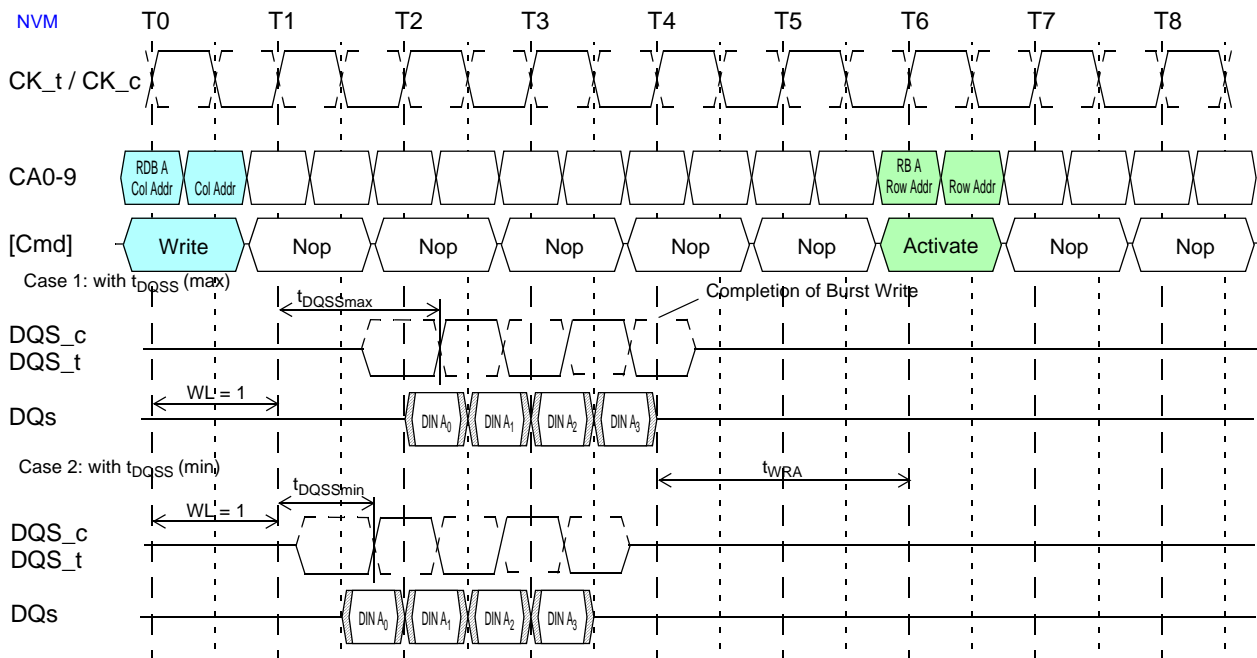 NVM T0 T1 T2 T3 T4 T5 T6 T7 T8
CK_t / CK_c
CA0-9
RDB A
Col Addr
Col Addr
RB A
Row Addr
Row Addr
[Cmd] Write Nop Nop Nop Nop Nop Activate Nop Nop
Case 1: with tDQSS (max)
tDQSSmax
Completion of Burst Write
DQS_c
DQS_t
WL = 1
DQs DIN A0 DIN A1 DIN A2 DIN A3
Case 2: with tDQSS (min)
tDQSSmin
tWRA
WL = 1
DQS_c
DQS_t
DQs DIN A0 DIN A1 DIN A2 DIN A3